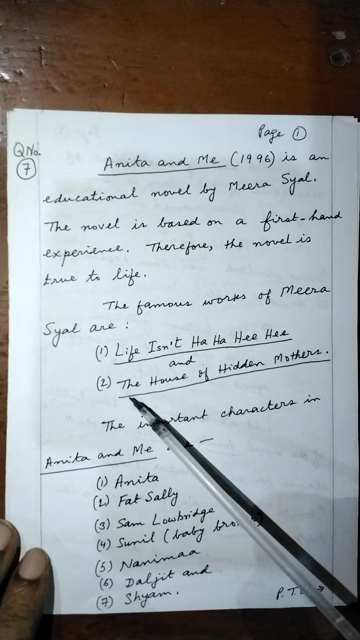 Page 1
Q No. 7
Anita and Me (1996) is an
educational novel by Meera Syal.
The novel is based on a first-hand
experience. Therefore, the novel is
true to life.
The famous works of Meera
Syal are :
(1) Life Isn't Ha Ha Hee Hee
and
(2) The House of Hidden Mothers.
The characters in
Anita and Me —
(1) Anita
(2) Fat Sally
(3) Sam Lowbridge
(4) Sunil (baby bro
(5) Nanimaa
(6) Daljit and
(7) Shyam.
P.T.